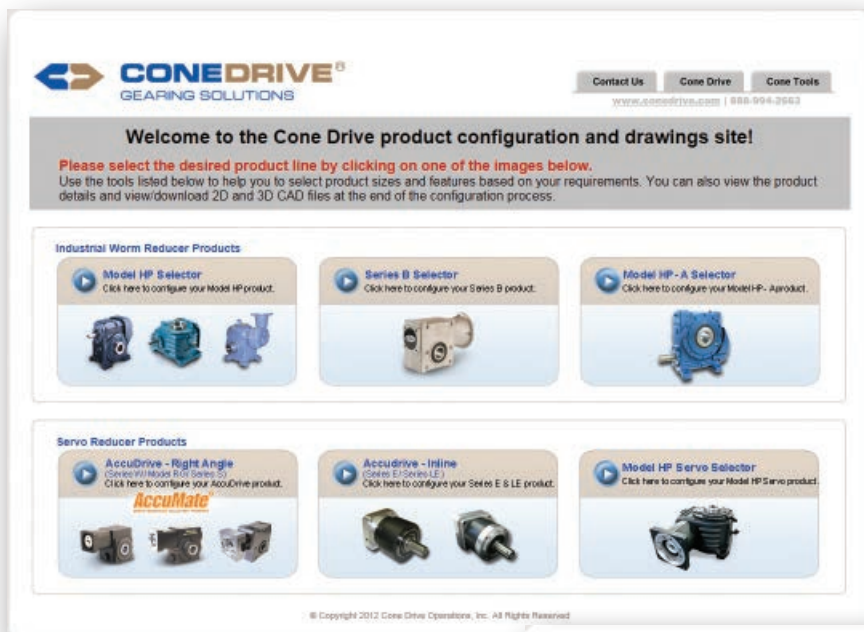 CONEDRIVE®
GEARING SOLUTIONS
Contact Us
Cone Drive
Cone Tools
www.conedrive.com | 888-994-2663
Welcome to the Cone Drive product configuration and drawings site!
Please select the desired product line by clicking on one of the images below.
Use the tools listed below to help you to select product sizes and features based on your requirements. You can also view the product
details and view/download 2D and 3D CAD files at the end of the configuration process.
Industrial Worm Reducer Products
Model HP Selector
Click here to configure your Model HP product.
Series B Selector
Click here to configure your Series B product.
Model HP - A Selector
Click here to configure your Model HP - Aproduct.
Servo Reducer Products
AccuDrive - Right Angle
(Series W/ Model RG/ Series S)
Click here to configure your AccuDrive product.
AccuMate®
Accudrive - Inline
(Series E/ Series LE)
Click here to configure your Series E & LE product.
Model HP Servo Selector
Click here to configure your Model HP Servo product.
© Copyright 2012 Cone Drive Operations, Inc. All Rights Reserved